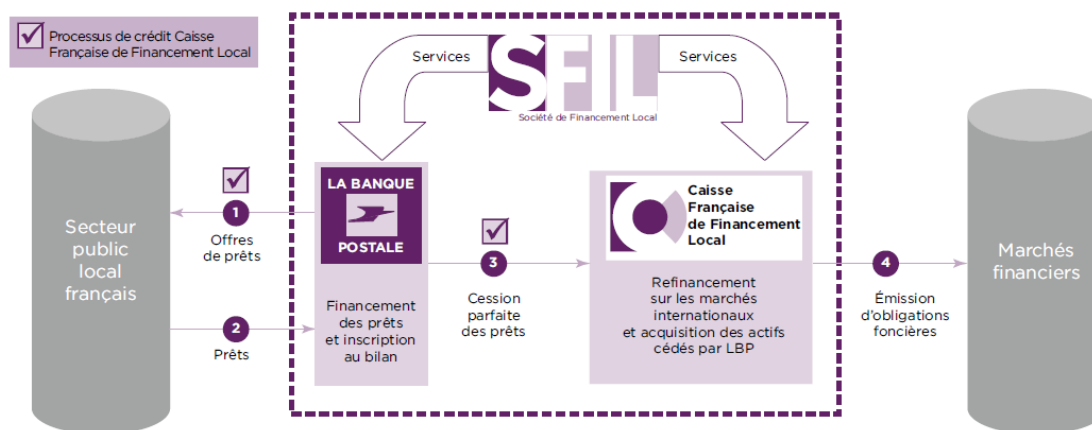 Processus de crédit Caisse
Française de Financement Local
Services
SFIL
Services
Société de Financement Local
Secteur
public
local
français
1
Offres
de prêts
2
Prêts
LA BANQUE
POSTALE
Financement
des prêts
et inscription
au bilan
3
Cession
parfaite
des prêts
Caisse
Française
de Financement
Local
Refinancement
sur les marchés
internationaux
et acquisition des actifs
cédés par LBP
4
Émission
d'obligations
foncières
Marchés
financiers